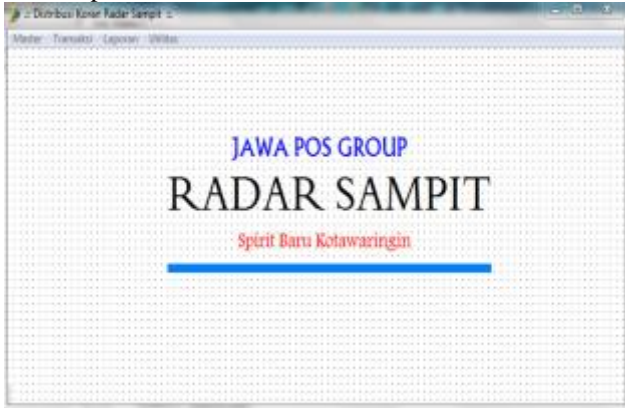 .: Distribusi Koran Radar Sampit :.
Master Transaksi Laporan Utilitas
JAWA POS GROUP
RADAR SAMPIT
Spirit Baru Kotawaringin